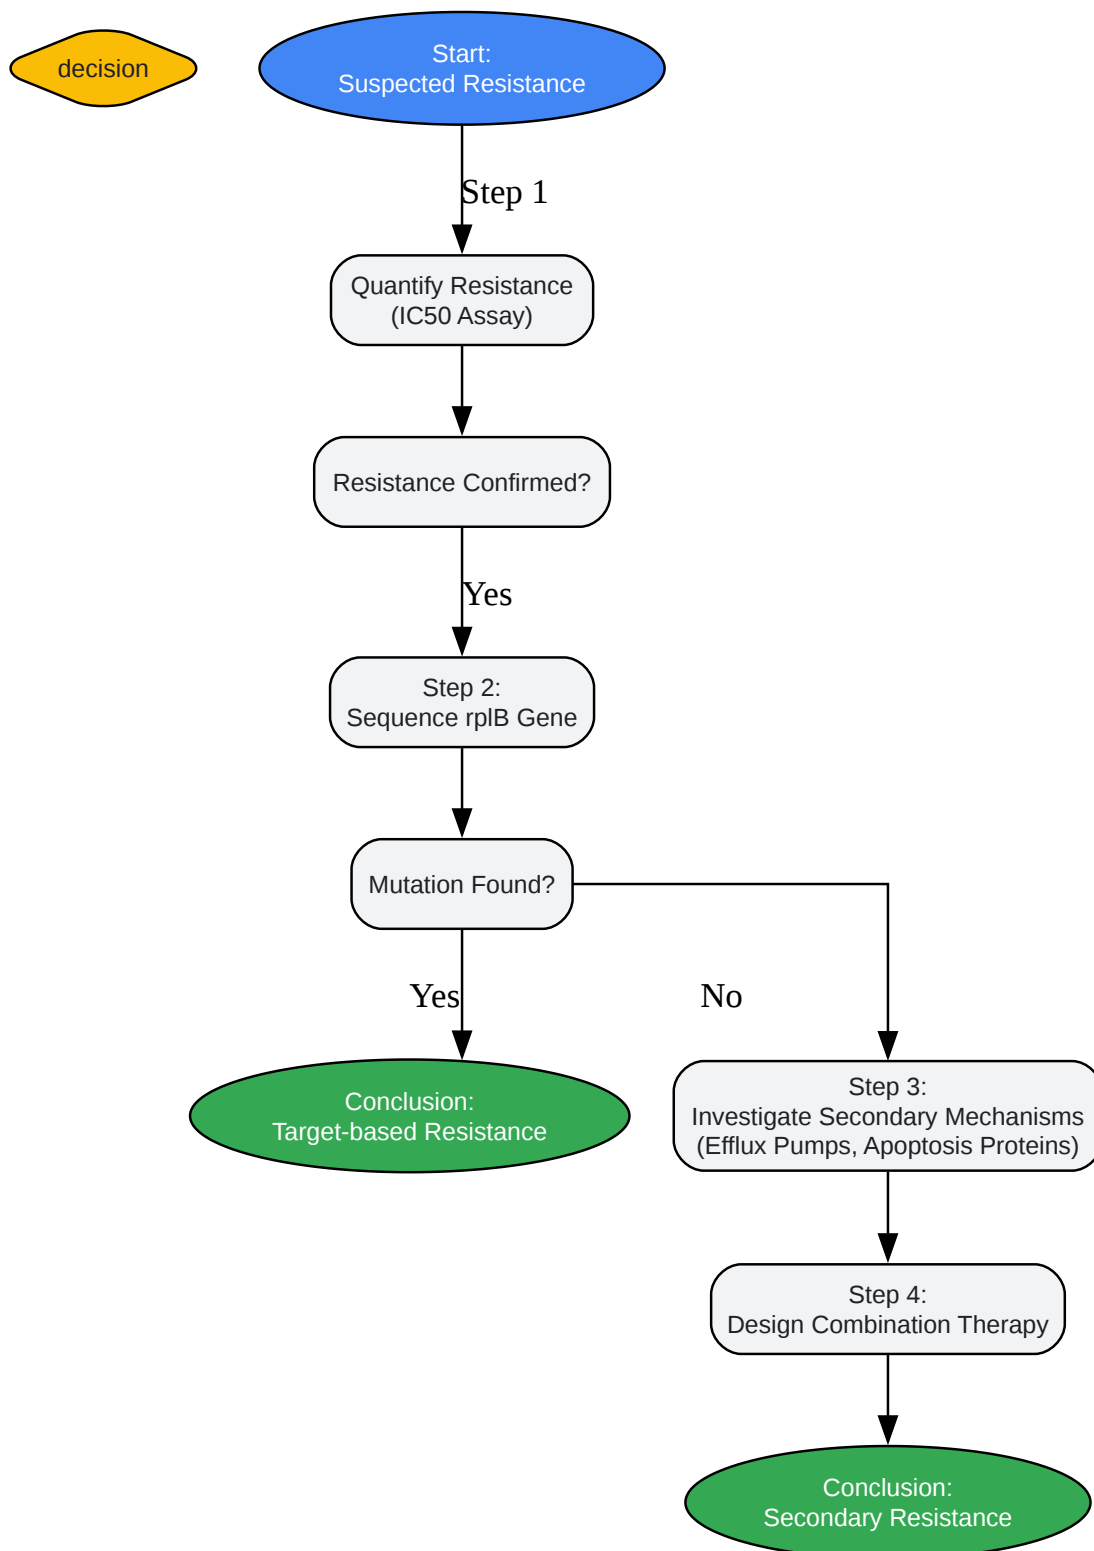 decision
Start:
Suspected Resistance
Step 1
Quantify Resistance
(IC50 Assay)
Resistance Confirmed?
Yes
Step 2:
Sequence rplB Gene
Mutation Found?
Yes
No
Conclusion:
Target-based Resistance
Step 3:
Investigate Secondary Mechanisms
(Efflux Pumps, Apoptosis Proteins)
Step 4:
Design Combination Therapy
Conclusion:
Secondary Resistance